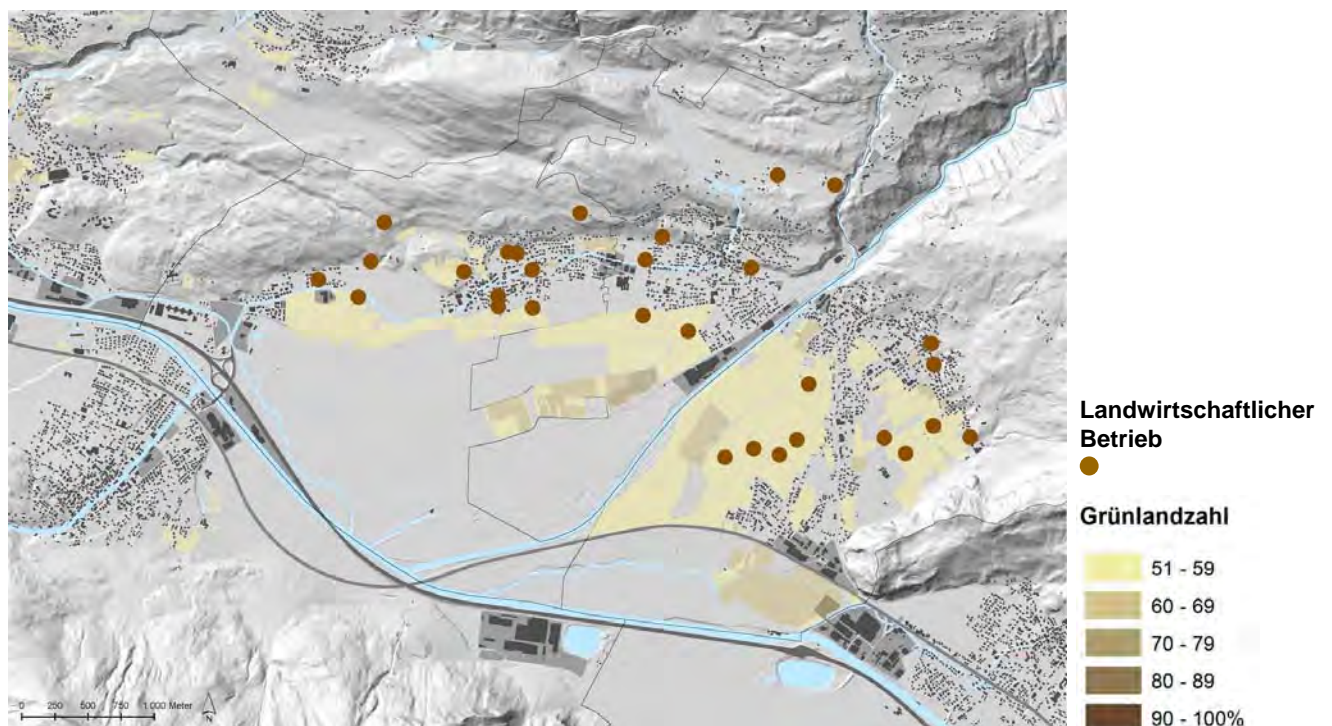 Landwirtschaftlicher
Betrieb
Grünlandzahl
51 - 59
60 - 69
70 - 79
80 - 89
90 - 100%
0 250 500 750 1.000 Meter
N